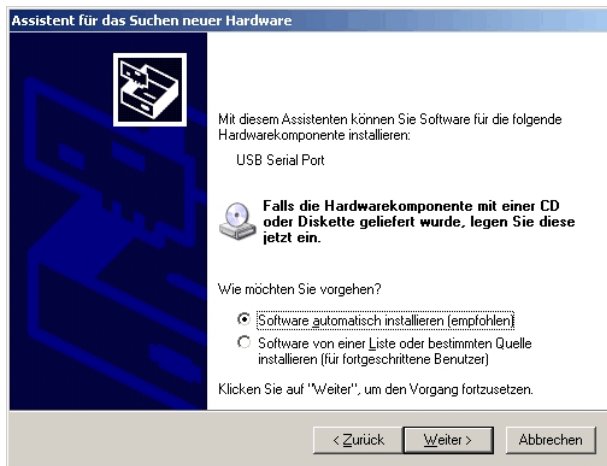 Assistent für das Suchen neuer Hardware
Mit diesem Assistenten können Sie Software für die folgende
Hardwarekomponente installieren:
USB Serial Port
Falls die Hardwarekomponente mit einer CD
oder Diskette geliefert wurde, legen Sie diese
jetzt ein.
Wie möchten Sie vorgehen?
Software automatisch installieren (empfohlen)
Software von einer Liste oder bestimmten Quelle
installieren (für fortgeschrittene Benutzer)
Klicken Sie auf "Weiter", um den Vorgang fortzusetzen.
< Zurück Weiter > Abbrechen